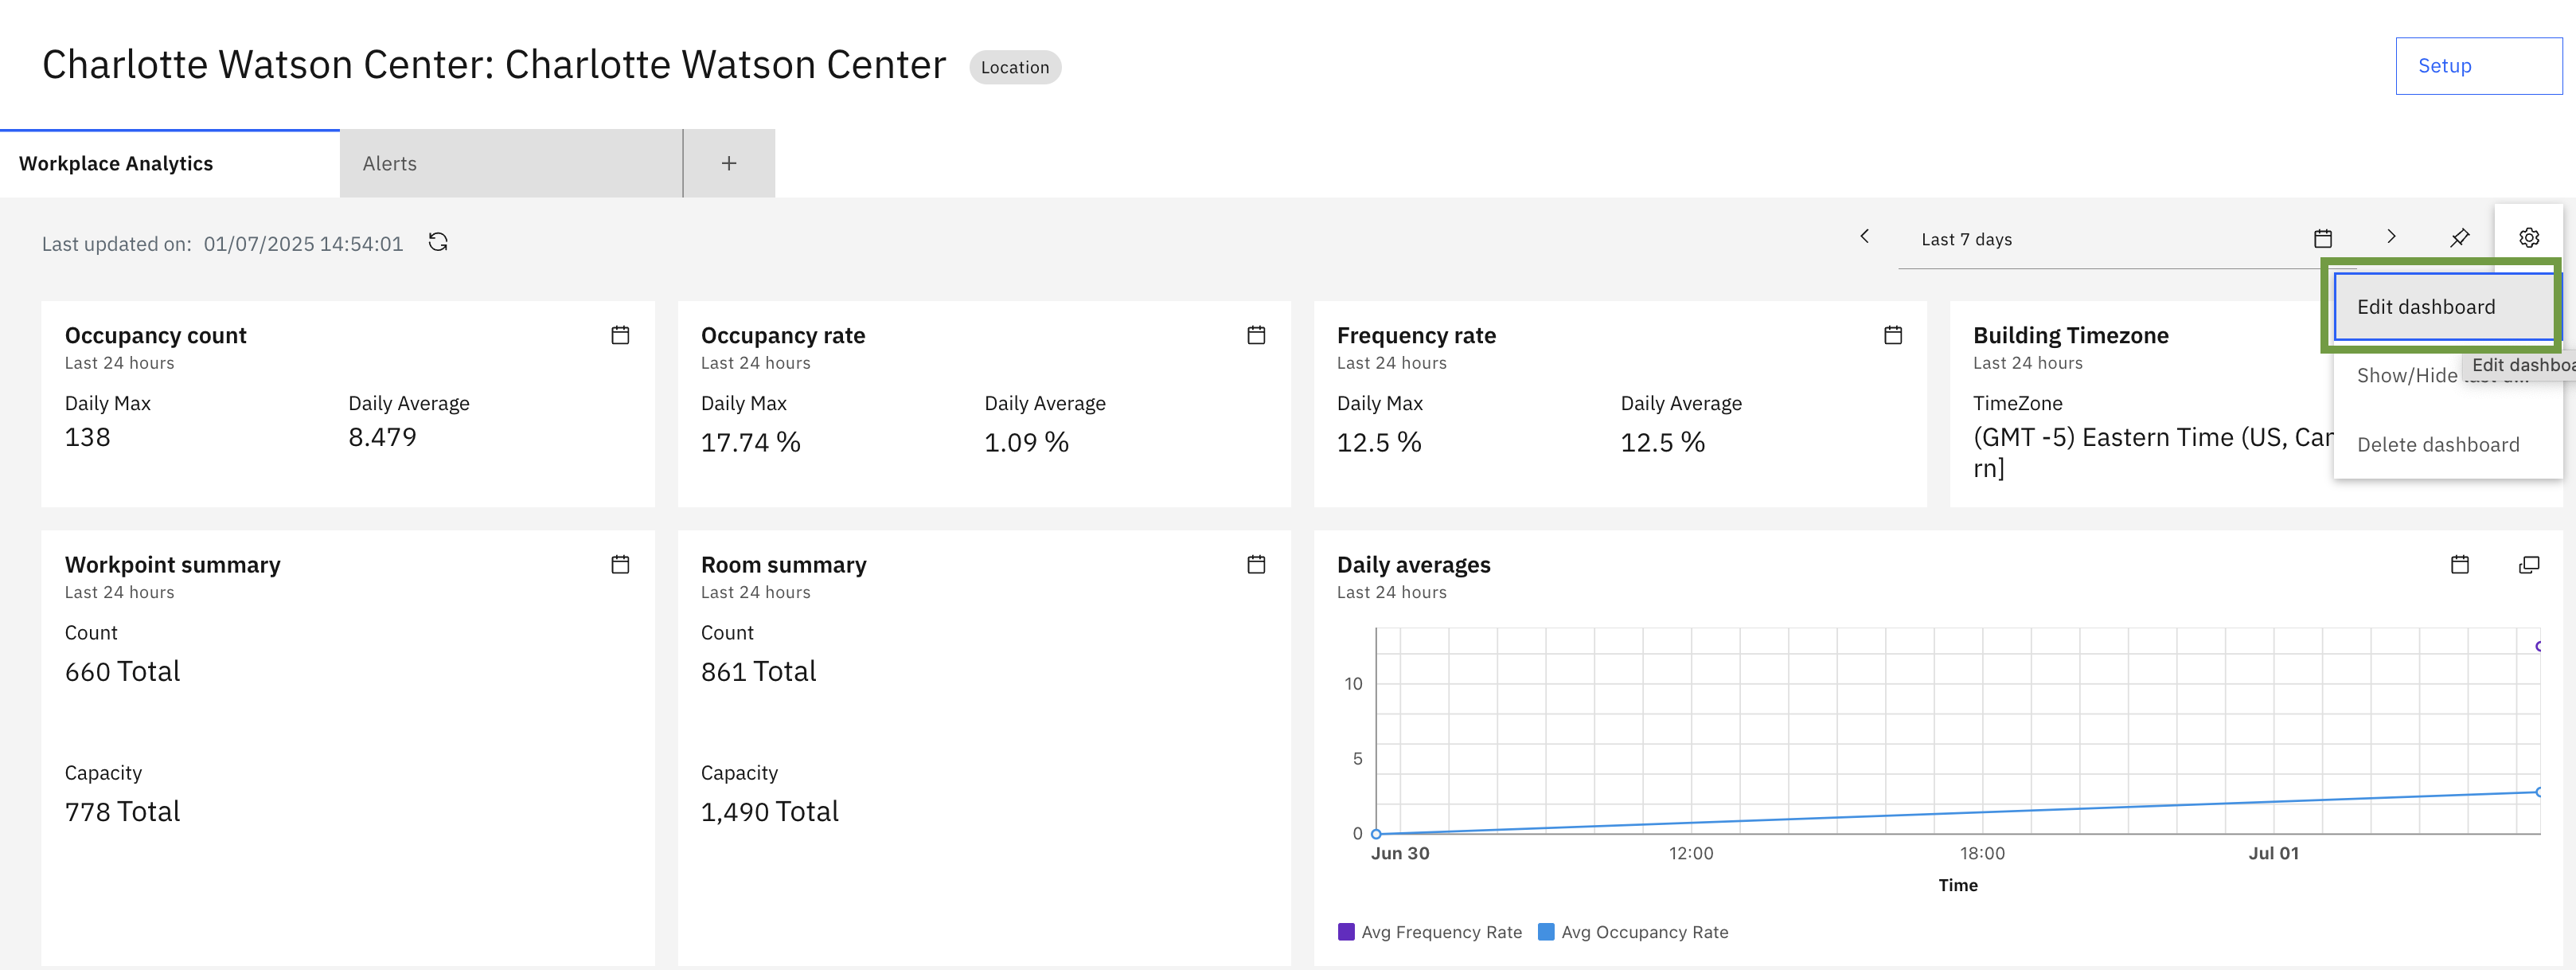 Charlotte Watson Center: Charlotte Watson Center Location
Setup
Workplace Analytics
Alerts
Last updated on: 01/07/2025 14:54:01
Last 7 days
Edit dashboard
Edit dashboa
Show/Hide
Delete dashboard
Occupancy count
Last 24 hours
Daily Max Daily Average
138 8.479
Occupancy rate
Last 24 hours
Daily Max Daily Average
17.74 % 1.09 %
Frequency rate
Last 24 hours
Daily Max Daily Average
12.5 % 12.5 %
Building Timezone
Last 24 hours
TimeZone
(GMT -5) Eastern Time (US, Can
rn]
Workpoint summary
Last 24 hours
Count
660 Total
Capacity
778 Total
Room summary
Last 24 hours
Count
861 Total
Capacity
1,490 Total
Daily averages
Last 24 hours
10
5
0
Jun 30 12:00 18:00 Jul 01
Time
Avg Frequency Rate Avg Occupancy Rate